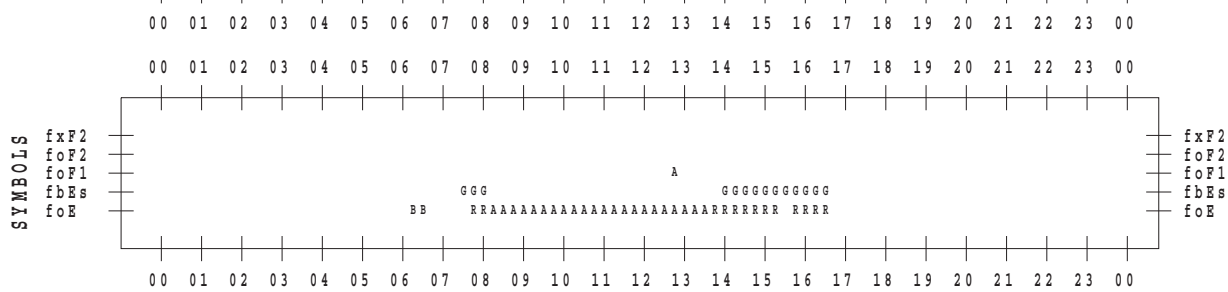 00 01 02 03 04 05 06 07 08 09 10 11 12 13 14 15 16 17 18 19 20 21 22 23 00
00 01 02 03 04 05 06 07 08 09 10 11 12 13 14 15 16 17 18 19 20 21 22 23 00
SYMBOLS
fxF2 fxF2
foF2 foF2
foF1 A foF1
fbEs GGG GGGGGGGGGGG fbEs
foE BB RRAAAAAAAAAAAAAAAAAAAAAARRRRRRR RRRR foE
00 01 02 03 04 05 06 07 08 09 10 11 12 13 14 15 16 17 18 19 20 21 22 23 00